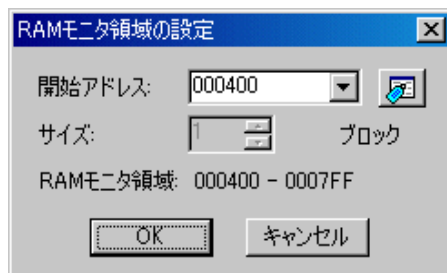 RAMモニタ領域の設定
開始アドレス: 000400
サイズ: 1 ブロック
RAMモニタ領域: 000400 - 0007FF
OK キャンセル